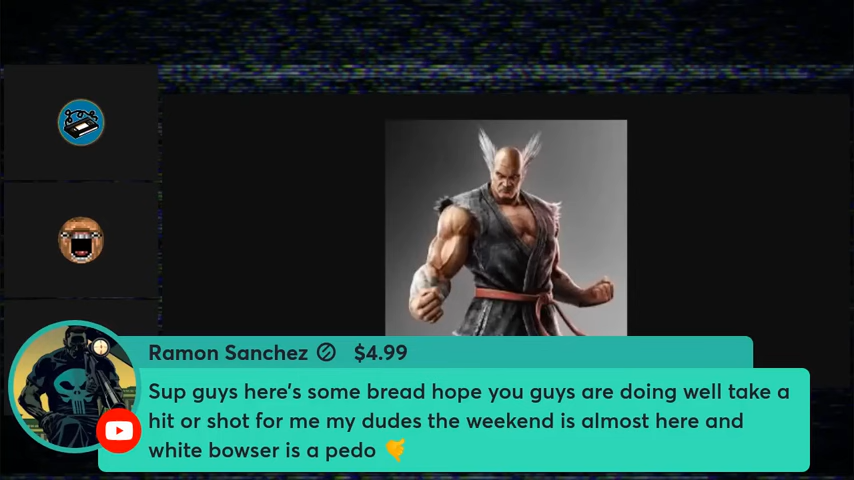 Ramon Sanchez $4.99
Sup guys here's some bread hope you guys are doing well take a
hit or shot for me my dudes the weekend is almost here and
white bowser is a pedo